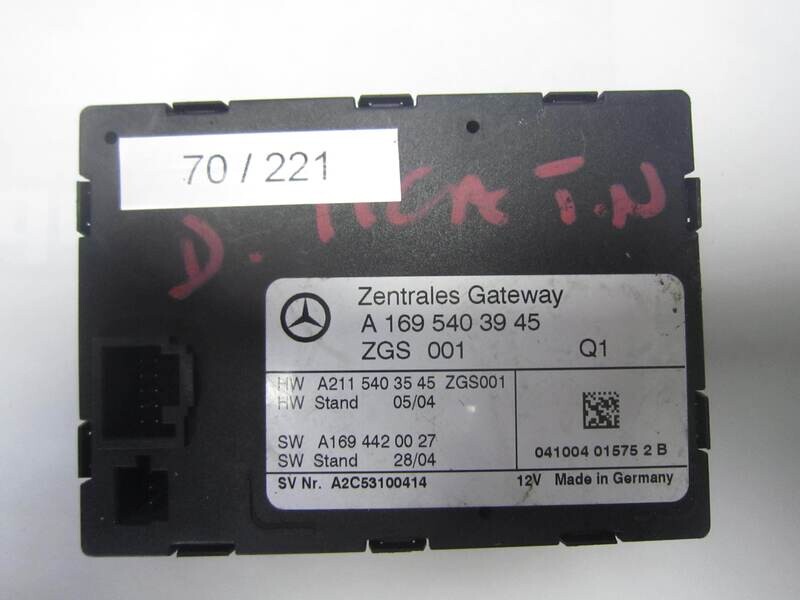 70 / 221
D. T.N
Zentrales Gateway
A 169 540 39 45
ZGS 001 Q1
HW A211 540 35 45 ZGS001
HW Stand 05/04
SW A169 442 00 27
SW Stand 28/04
041004 01575 2 B
SV Nr. A2C53100414 12V Made in Germany